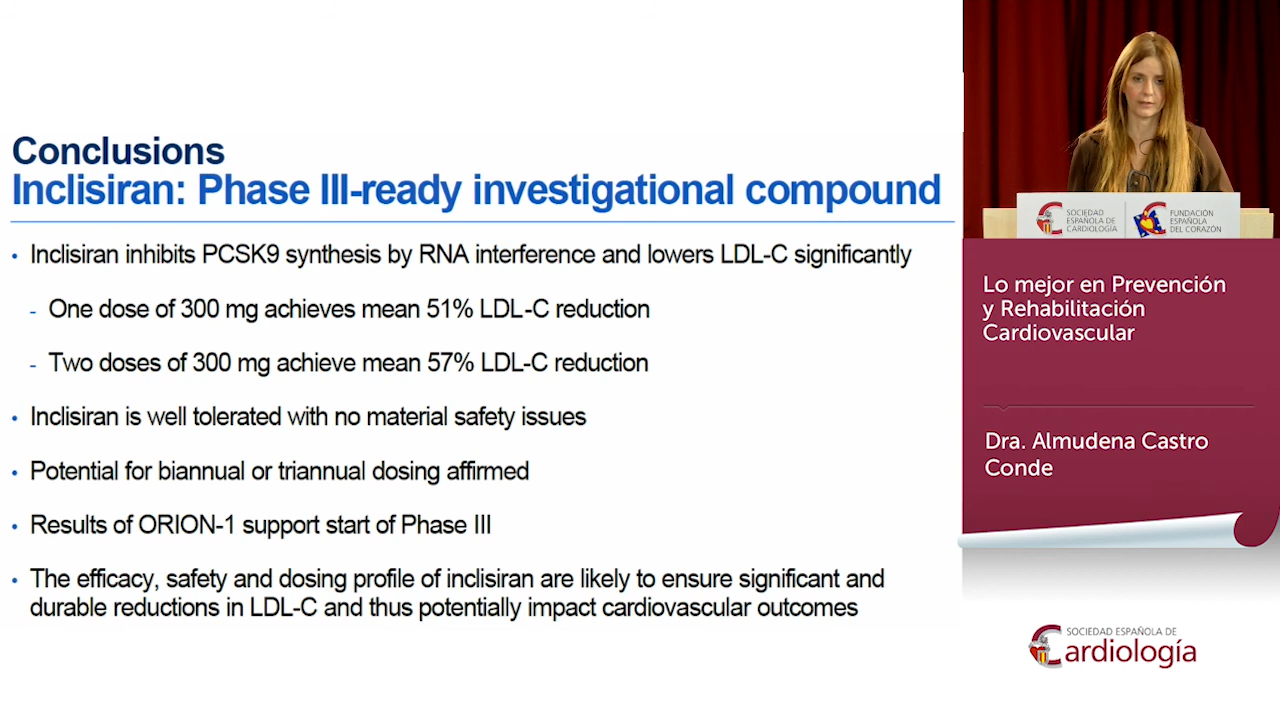 Conclusions
Inclisiran: Phase III-ready investigational compound
• Inclisiran inhibits PCSK9 synthesis by RNA interference and lowers LDL-C significantly
- One dose of 300 mg achieves mean 51% LDL-C reduction
- Two doses of 300 mg achieve mean 57% LDL-C reduction
• Inclisiran is well tolerated with no material safety issues
• Potential for biannual or triannual dosing affirmed
• Results of ORION-1 support start of Phase III
• The efficacy, safety and dosing profile of inclisiran are likely to ensure significant and
durable reductions in LDL-C and thus potentially impact cardiovascular outcomes
SOCIEDAD
ESPAÑOLA DE
CARDIOLOGÍA
FUNDACIÓN
ESPAÑOLA
DEL CORAZÓN
Lo mejor en Prevención
y Rehabilitación
Cardiovascular
Dra. Almudena Castro
Conde
SOCIEDAD ESPAÑOLA DE
Cardiología